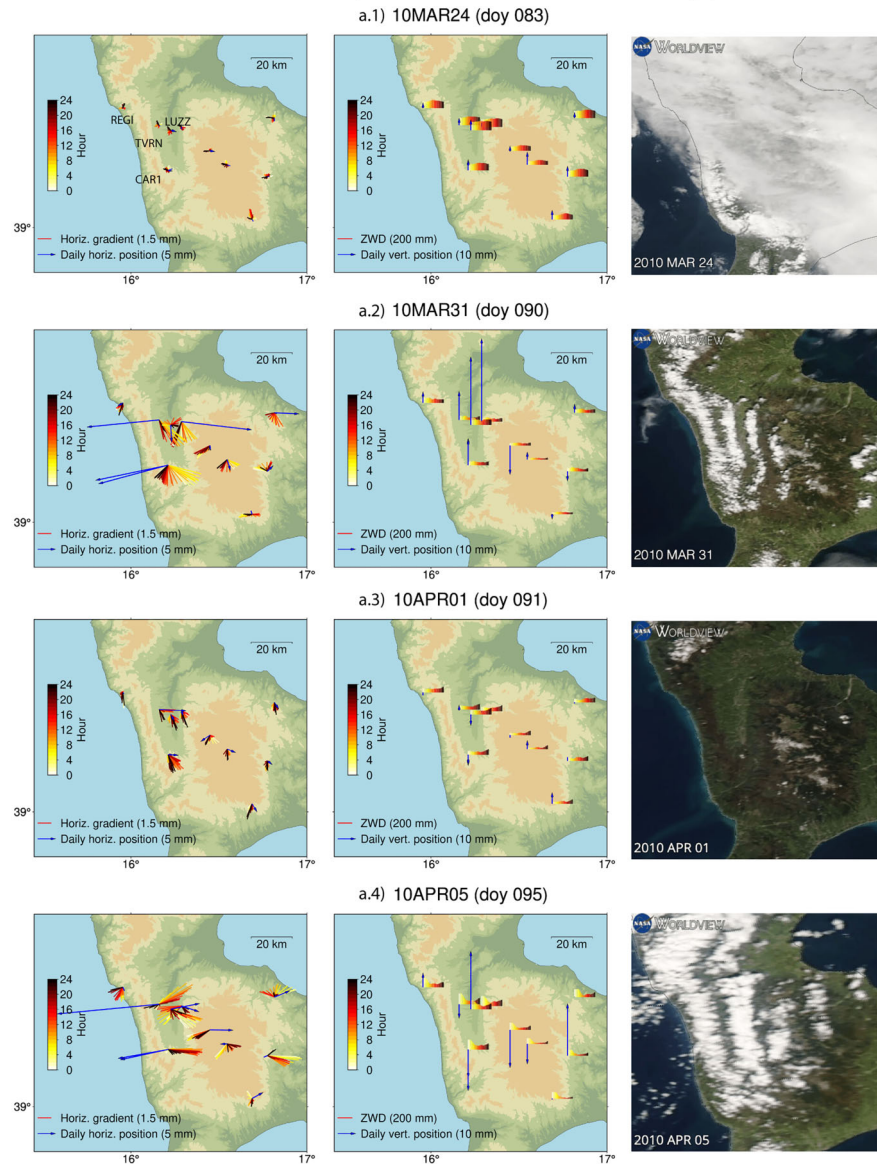 a.1) 10MAR24 (doy 083)
20 km
24
20
16
12
8
4
0
Hour
REGI
LUZZ
TVRN
CAR1
39°
Horiz. gradient (1.5 mm)
Daily horiz. position (5 mm)
16°
17°
20 km
24
20
16
12
8
4
0
Hour
ZWD (200 mm)
Daily vert. position (10 mm)
16°
17°
NASA WORLDVIEW
2010 MAR 24
a.2) 10MAR31 (doy 090)
20 km
24
20
16
12
8
4
0
Hour
39°
Horiz. gradient (1.5 mm)
Daily horiz. position (5 mm)
16°
17°
20 km
24
20
16
12
8
4
0
Hour
ZWD (200 mm)
Daily vert. position (10 mm)
16°
17°
NASA WORLDVIEW
2010 MAR 31
a.3) 10APR01 (doy 091)
20 km
24
20
16
12
8
4
0
Hour
39°
Horiz. gradient (1.5 mm)
Daily horiz. position (5 mm)
16°
17°
20 km
24
20
16
12
8
4
0
Hour
ZWD (200 mm)
Daily vert. position (10 mm)
16°
17°
NASA WORLDVIEW
2010 APR 01
a.4) 10APR05 (doy 095)
20 km
24
20
16
12
8
4
0
Hour
39°
Horiz. gradient (1.5 mm)
Daily horiz. position (5 mm)
16°
17°
20 km
24
20
16
12
8
4
0
Hour
ZWD (200 mm)
Daily vert. position (10 mm)
16°
17°
NASA WORLDVIEW
2010 APR 05